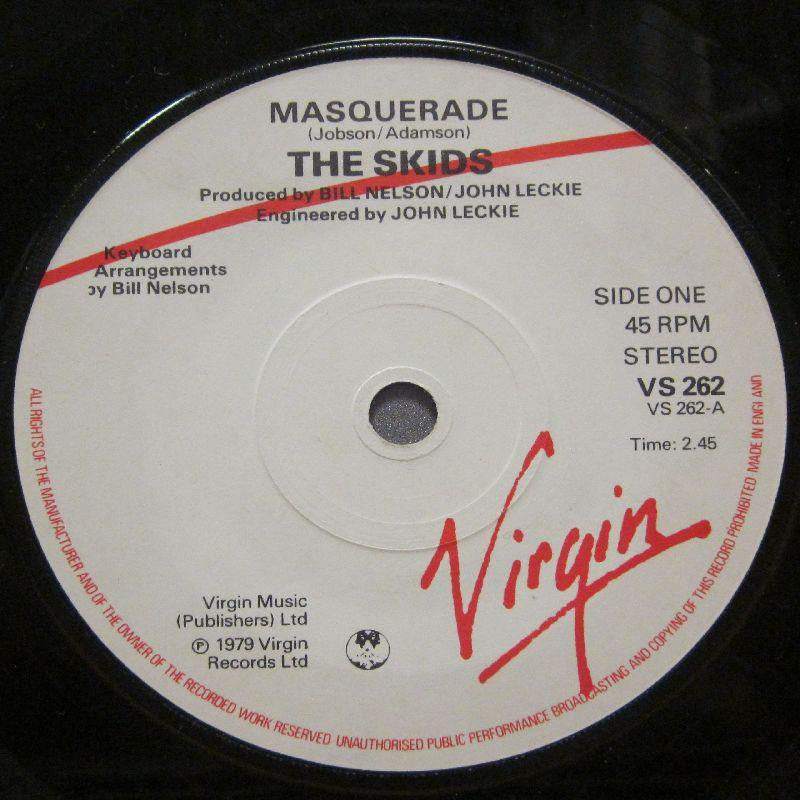 MASQUERADE
(Jobson/Adamson)
THE SKIDS
Produced by BILL NELSON/JOHN LECKIE
Engineered by JOHN LECKIE
Keyboard
Arrangements
by Bill Nelson
SIDE ONE
45 RPM
STEREO
VS 262
VS 262-A
Time: 2.45
Virgin
Virgin Music
(Publishers) Ltd
℗ 1979 Virgin
Records Ltd
ALL RIGHTS OF THE MANUFACTURER AND OF THE OWNER OF THE RECORDED WORK RESERVED UNAUTHORISED PUBLIC PERFORMANCE BROADCASTING AND COPYING OF THIS RECORD PROHIBITED MADE IN ENGLAND